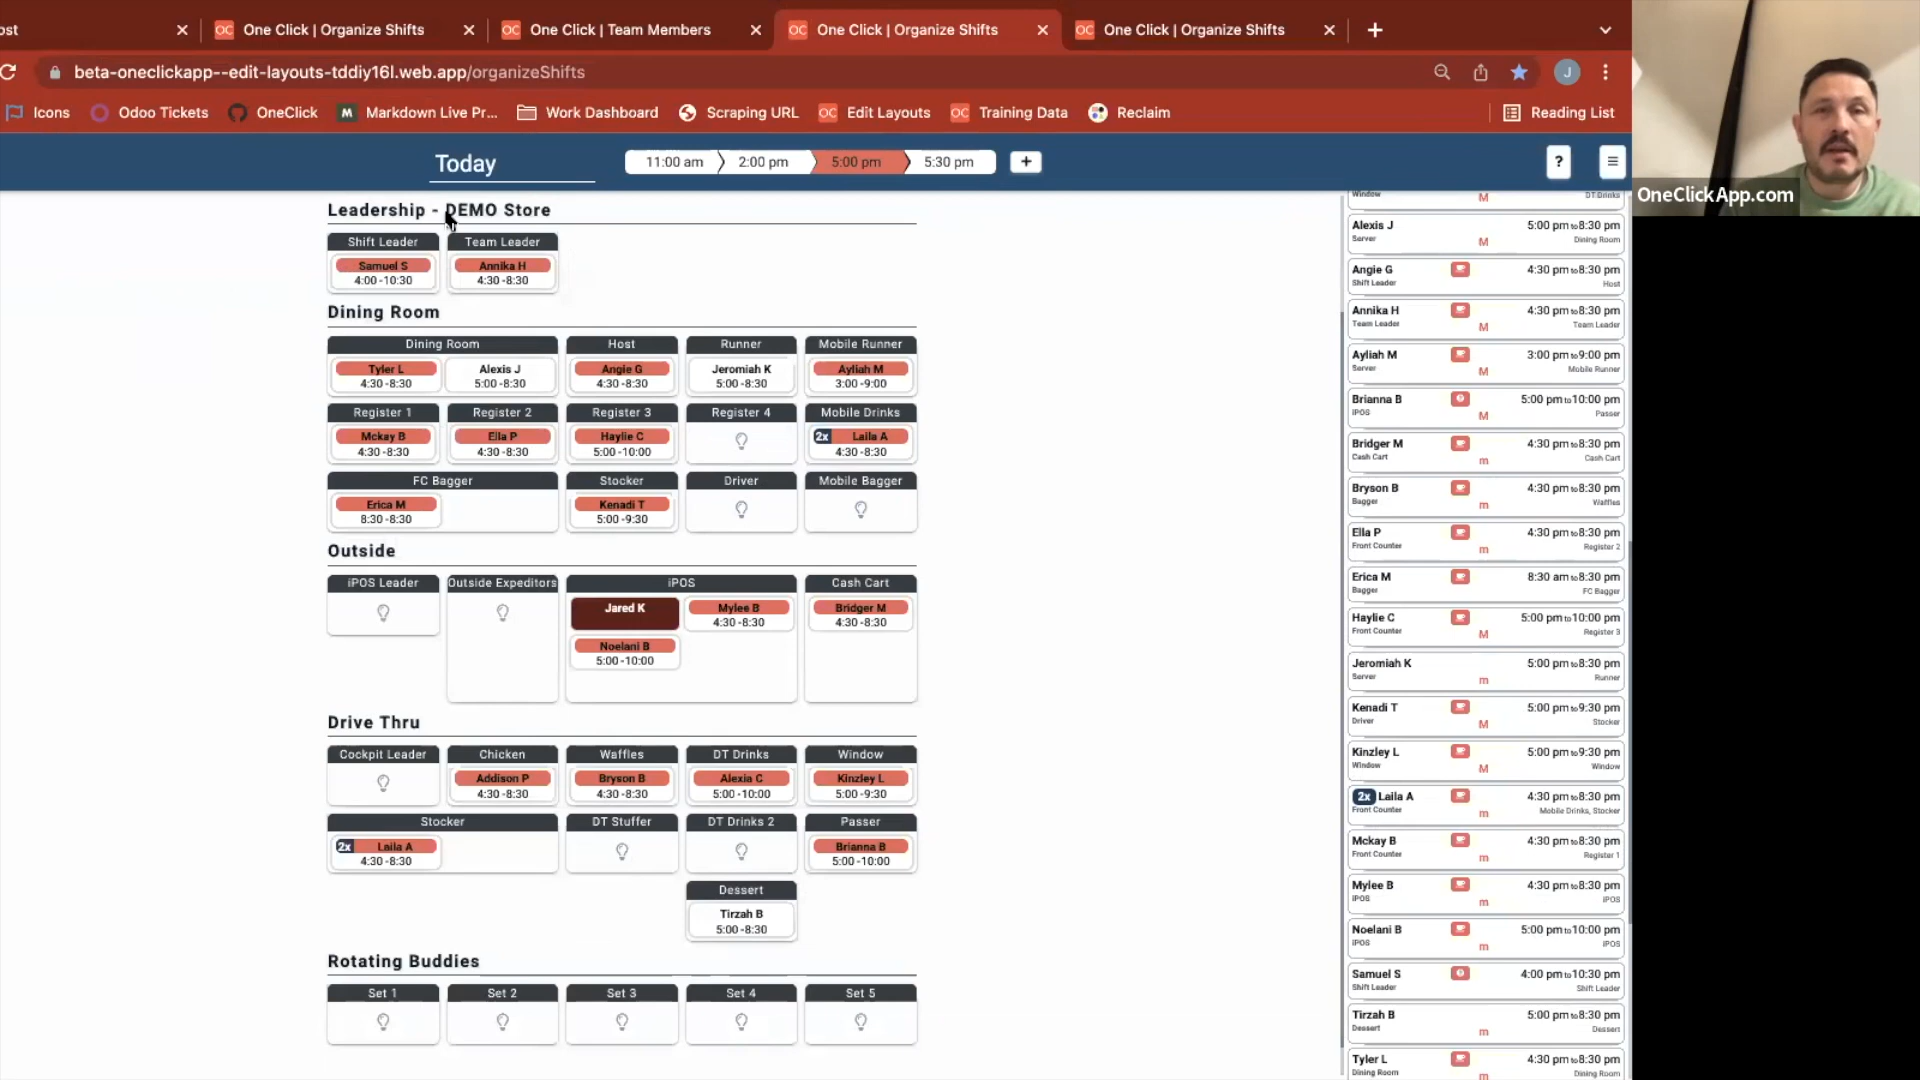 ost
One Click | Organize Shifts
One Click | Team Members
One Click | Organize Shifts
One Click | Organize Shifts
beta-oneclickapp--edit-layouts-tddiy16l.web.app/organizeShifts
J
Icons
Odoo Tickets
OneClick
Markdown Live Pr...
Work Dashboard
Scraping URL
Edit Layouts
Training Data
Reclaim
Reading List
Today
11:00 am
2:00 pm
5:00 pm
5:30 pm
+
?
OneClickApp.com
Leadership - DEMO Store
Shift Leader
Team Leader
Samuel S
Annika H
4:00 -10:30
4:30 -8:30
Dining Room
Dining Room
Host
Runner
Mobile Runner
Tyler L
Alexis J
Angie G
Jeromiah K
Ayliah M
4:30 -8:30
5:00 -8:30
4:30 -8:30
5:00 -8:30
3:00 -9:00
Register 1
Register 2
Register 3
Register 4
Mobile Drinks
Mckay B
Ella P
Haylie C
2x Laila A
4:30 -8:30
4:30 -8:30
5:00 -10:00
4:30 -8:30
FC Bagger
Stocker
Driver
Mobile Bagger
Erica M
Kenadi T
8:30 -8:30
5:00 -9:30
Outside
iPOS Leader
Outside Expeditors
iPOS
Cash Cart
Jared K
Mylee B
Bridger M
4:30 -8:30
4:30 -8:30
Noelani B
5:00 -10:00
Drive Thru
Cockpit Leader
Chicken
Waffles
DT Drinks
Window
Addison P
Bryson B
Alexia C
Kinzley L
4:30 -8:30
4:30 -8:30
5:00 -10:00
5:00 -9:30
Stocker
DT Stuffer
DT Drinks 2
Passer
2x Laila A
Brianna B
4:30 -8:30
5:00 -10:00
Dessert
Tirzah B
5:00 -8:30
Rotating Buddies
Set 1
Set 2
Set 3
Set 4
Set 5
Window M DT Drinks
Alexis J 5:00 pm to 8:30 pm
Server M Dining Room
Angie G 4:30 pm to 8:30 pm
Shift Leader Host
Annika H 4:30 pm to 8:30 pm
Team Leader M Team Leader
Ayliah M 3:00 pm to 9:00 pm
Server M Mobile Runner
Brianna B 5:00 pm to 10:00 pm
iPOS M Passer
Bridger M 4:30 pm to 8:30 pm
Cash Cart m Cash Cart
Bryson B 4:30 pm to 8:30 pm
Bagger m Waffles
Ella P 4:30 pm to 8:30 pm
Front Counter m Register 2
Erica M 8:30 am to 8:30 pm
Bagger FC Bagger
Haylie C 5:00 pm to 10:00 pm
Front Counter M Register 3
Jeromiah K 5:00 pm to 8:30 pm
Server m Runner
Kenadi T 5:00 pm to 9:30 pm
Driver M Stocker
Kinzley L 5:00 pm to 9:30 pm
Window M Window
2x Laila A 4:30 pm to 8:30 pm
Front Counter m Mobile Drinks, Stocker
Mckay B 4:30 pm to 8:30 pm
Front Counter m Register 1
Mylee B 4:30 pm to 8:30 pm
iPOS m iPOS
Noelani B 5:00 pm to 10:00 pm
iPOS m iPOS
Samuel S 4:00 pm to 10:30 pm
Shift Leader Shift Leader
Tirzah B 5:00 pm to 8:30 pm
Dessert m Dessert
Tyler L 4:30 pm to 8:30 pm
Dining Room m Dining Room